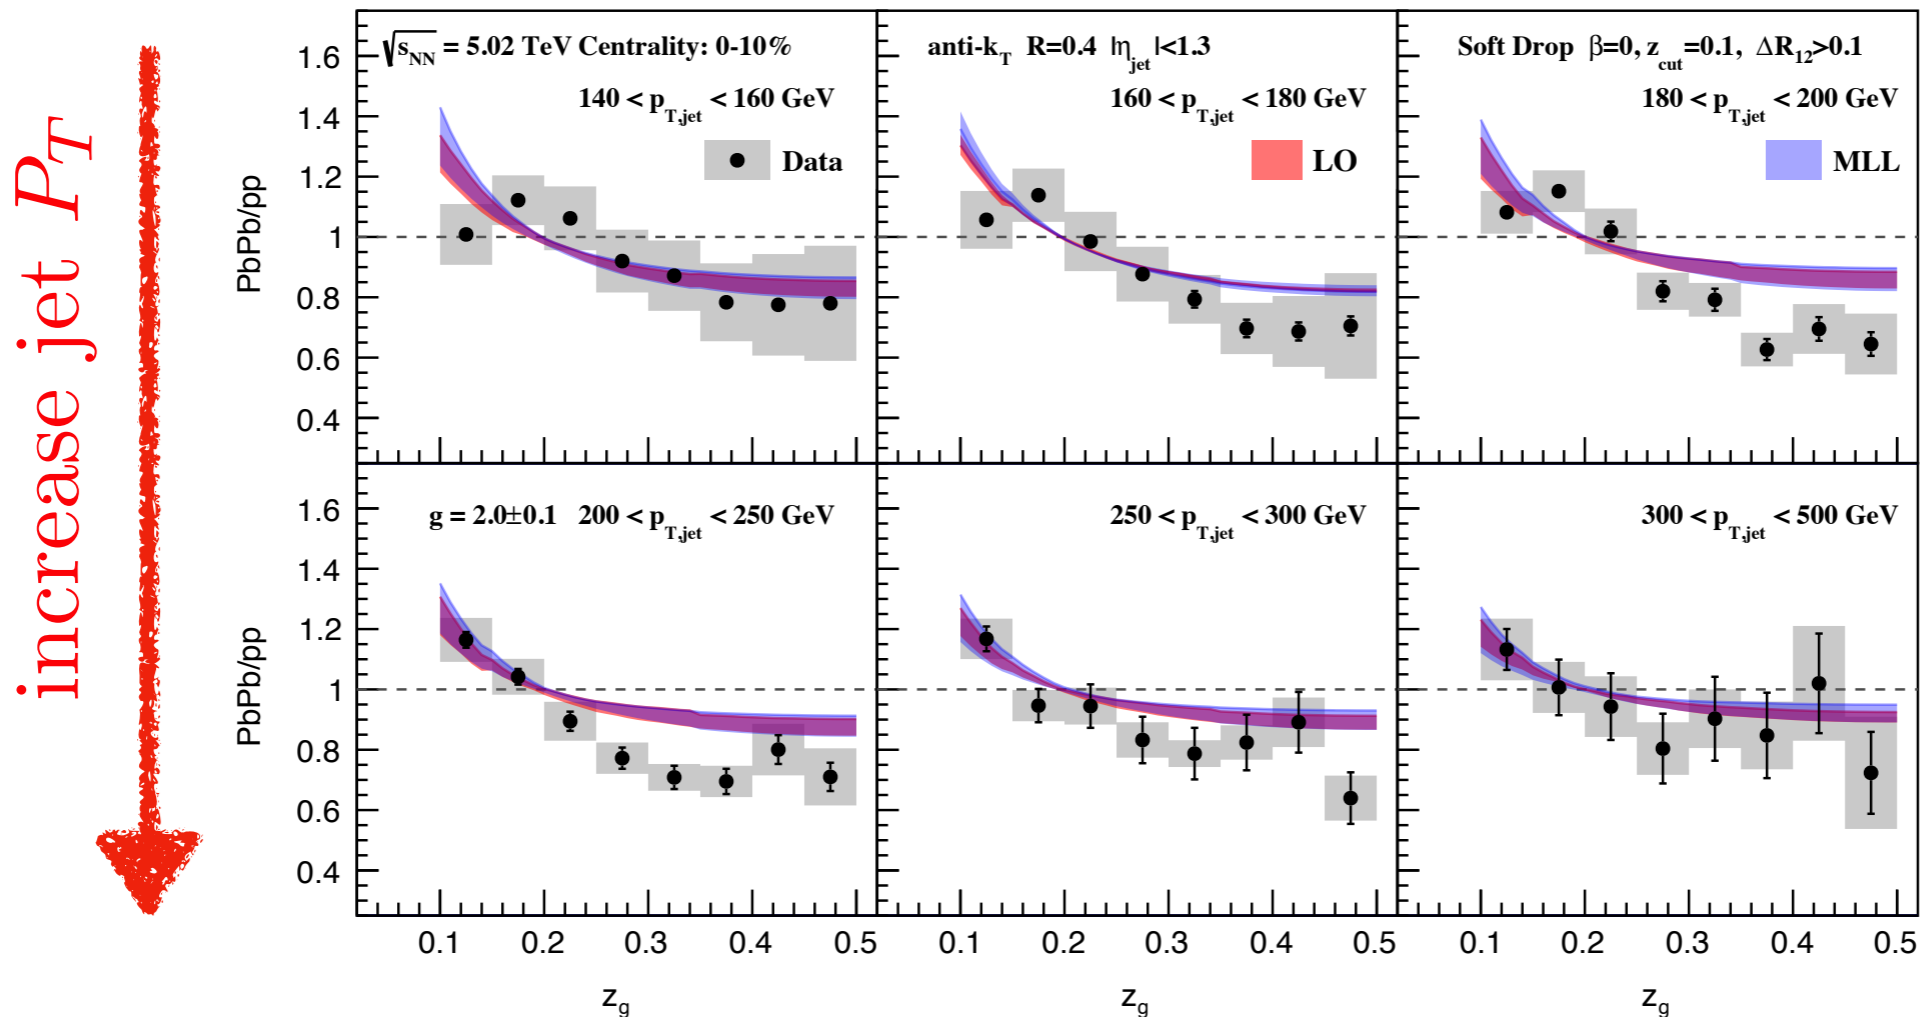 increase jet P_T
√s_NN = 5.02 TeV Centrality: 0-10%
140 < p_T,jet < 160 GeV
Data
anti-k_T R=0.4 |η_jet|<1.3
160 < p_T,jet < 180 GeV
LO
Soft Drop β=0, z_cut=0.1, ΔR_12>0.1
180 < p_T,jet < 200 GeV
MLL
PbPb/pp
1.6
1.4
1.2
1
0.8
0.6
0.4
g = 2.0±0.1 200 < p_T,jet < 250 GeV
250 < p_T,jet < 300 GeV
300 < p_T,jet < 500 GeV
PbPb/pp
1.6
1.4
1.2
1
0.8
0.6
0.4
0.1 0.2 0.3 0.4 0.5
0.1 0.2 0.3 0.4 0.5
0.1 0.2 0.3 0.4 0.5
z_g
z_g
z_g